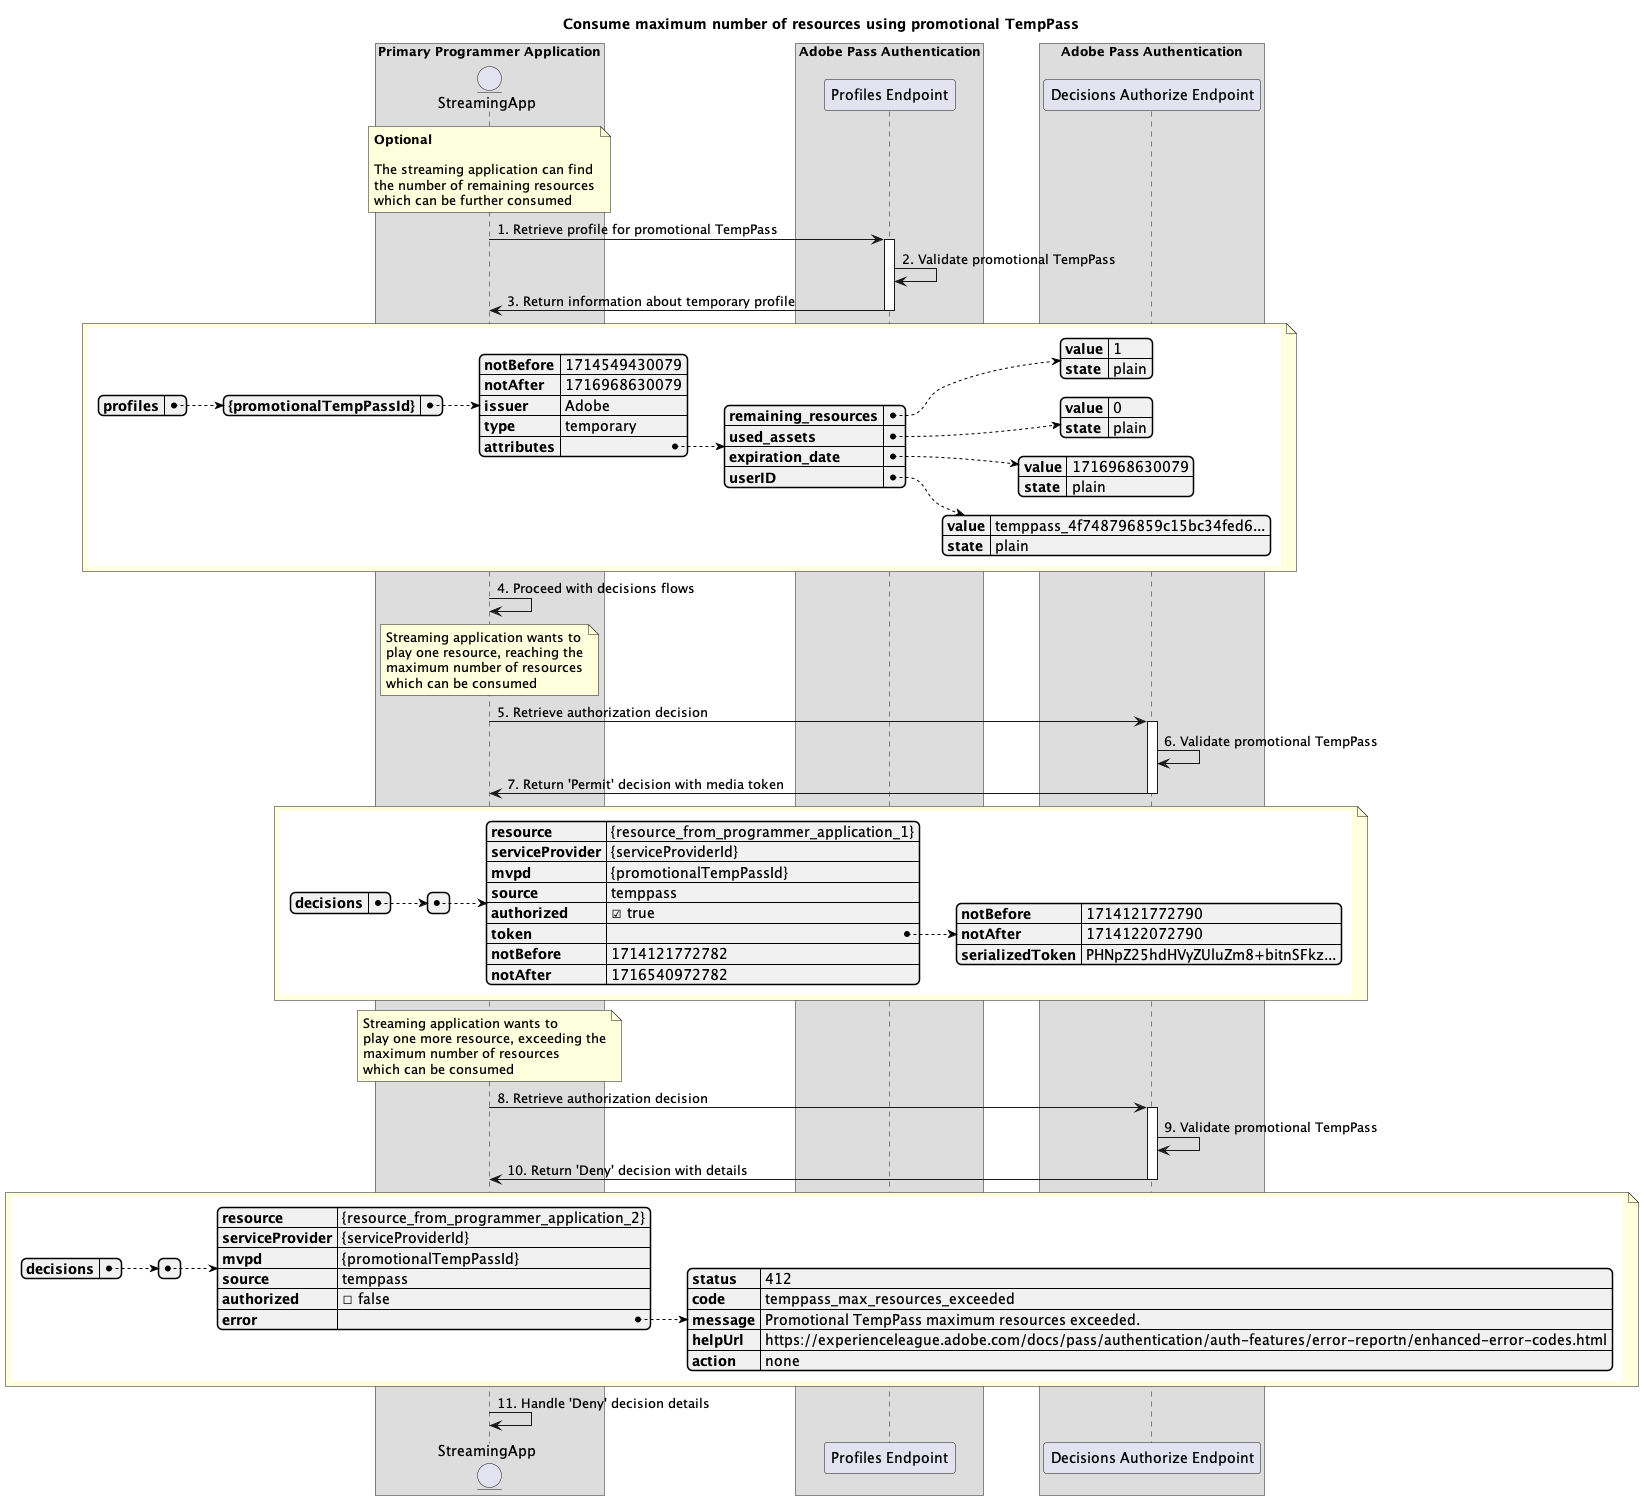 Consume maximum number of resources using promotional TempPass
Primary Programmer Application
Adobe Pass Authentication
Adobe Pass Authentication
StreamingApp
Profiles Endpoint
Decisions Authorize Endpoint
Optional
The streaming application can find
the number of remaining resources
which can be further consumed
1. Retrieve profile for promotional TempPass
2. Validate promotional TempPass
3. Return information about temporary profile
profiles
{promotionalTempPassId}
notBefore 1714549430079
notAfter 1716968630079
issuer Adobe
type temporary
attributes
remaining_resources
used_assets
expiration_date
userID
value 1
state plain
value 0
state plain
value 1716968630079
state plain
value temppass_4f748796859c15bc34fed6...
state plain
4. Proceed with decisions flows
Streaming application wants to
play one resource, reaching the
maximum number of resources
which can be consumed
5. Retrieve authorization decision
6. Validate promotional TempPass
7. Return 'Permit' decision with media token
decisions
resource {resource_from_programmer_application_1}
serviceProvider {serviceProviderId}
mvpd {promotionalTempPassId}
source temppass
authorized ☑ true
token
notBefore 1714121772782
notAfter 1716540972782
notBefore 1714121772790
notAfter 1714122072790
serializedToken PHNpZ25hdHVyZUluZm8+bitnSFkz...
Streaming application wants to
play one more resource, exceeding the
maximum number of resources
which can be consumed
8. Retrieve authorization decision
9. Validate promotional TempPass
10. Return 'Deny' decision with details
decisions
resource {resource_from_programmer_application_2}
serviceProvider {serviceProviderId}
mvpd {promotionalTempPassId}
source temppass
authorized ☐ false
error
status 412
code temppass_max_resources_exceeded
message Promotional TempPass maximum resources exceeded.
helpUrl https://experienceleague.adobe.com/docs/pass/authentication/auth-features/error-reportn/enhanced-error-codes.html
action none
11. Handle 'Deny' decision details
StreamingApp
Profiles Endpoint
Decisions Authorize Endpoint